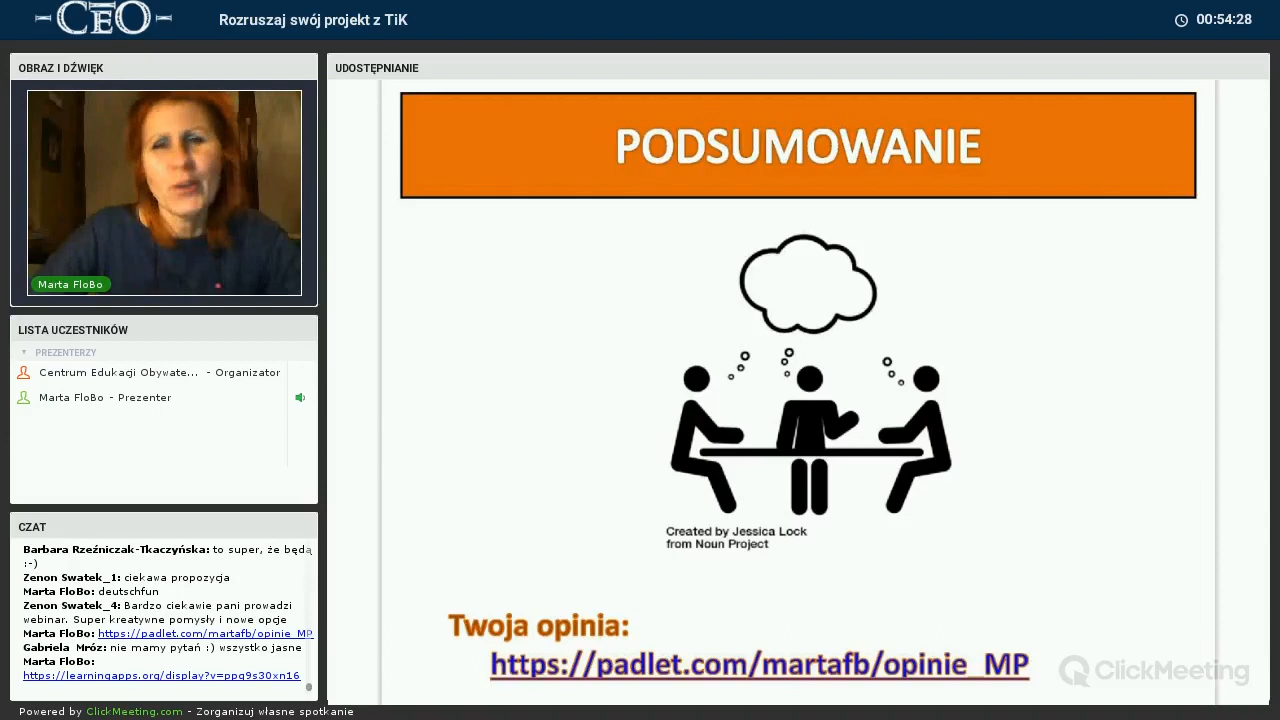 CEO
Rozruszaj swój projekt z TiK
00:54:28
OBRAZ I DŹWIĘK
Marta FloBo
LISTA UCZESTNIKÓW
PREZENTERZY
Centrum Edukacji Obywate... - Organizator
Marta FloBo - Prezenter
CZAT
Barbara Rzeźniczak-Tkaczyńska: to super, że będą
:-)
Zenon Swatek_1: ciekawa propozycja
Marta FloBo: deutschfun
Zenon Swatek_4: Bardzo ciekawie pani prowadzi
webinar. Super kreatywne pomysły i nowe opcje
Marta FloBo: https://padlet.com/martafb/opinie_MP
Gabriela Mróz: nie mamy pytań :) wszystko jasne
Marta FloBo:
https://learningapps.org/display?v=ppq9s30xn16
UDOSTĘPNIANIE
PODSUMOWANIE
Created by Jessica Lock
from Noun Project
Twoja opinia:
https://padlet.com/martafb/opinie_MP
ClickMeeting
Powered by ClickMeeting.com - Zorganizuj własne spotkanie